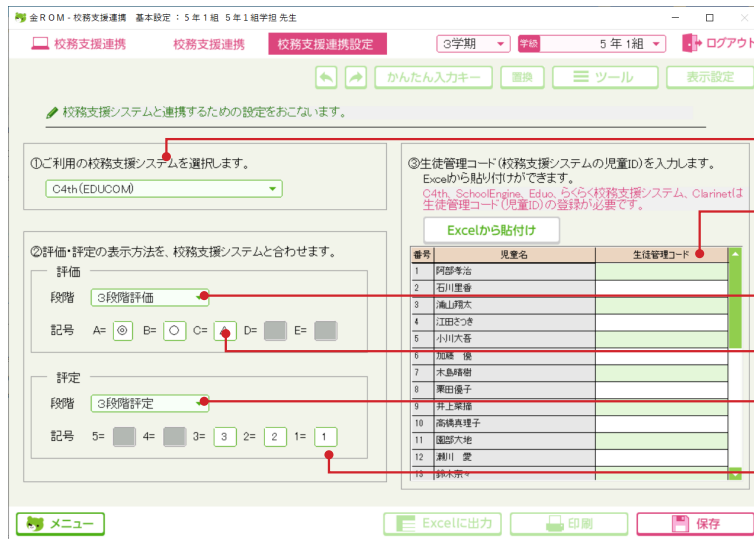 金ROM - 校務支援連携 基本設定 : 5年1組 5年1組学担 先生
校務支援連携 校務支援連携 校務支援連携設定 3学期 学級 5年1組 ログアウト
かんたん入力キー 置換 ツール 表示設定
校務支援システムと連携するための設定をおこないます。
①ご利用の校務支援システムを選択します。
C4th(EDUCOM)
②評価・評定の表示方法を、校務支援システムと合わせます。
評価
段階 3段階評価
記号 A= ◎ B= ○ C= D= E=
評定
段階 3段階評定
記号 5= 4= 3= 3 2= 2 1= 1
③生徒管理コード(校務支援システムの児童ID)を入力します。
Excelから貼り付けができます。
C4th、SchoolEngine、Eduo、らくらく校務支援システム、Clarinetは
生徒管理コード(児童ID)の登録が必要です。
Excelから貼付け
番号 児童名 生徒管理コード
1 阿部孝治
2 石川里香
3 浦山翔太
4 江田さつき
5 小川大吾
6 加藤 優
7 木島晴樹
8 栗田優子
9 井上菜摘
10 高橋真理子
11 園部大地
12 瀬川 愛
13 鈴木奈々
メニュー Excelに出力 印刷 保存